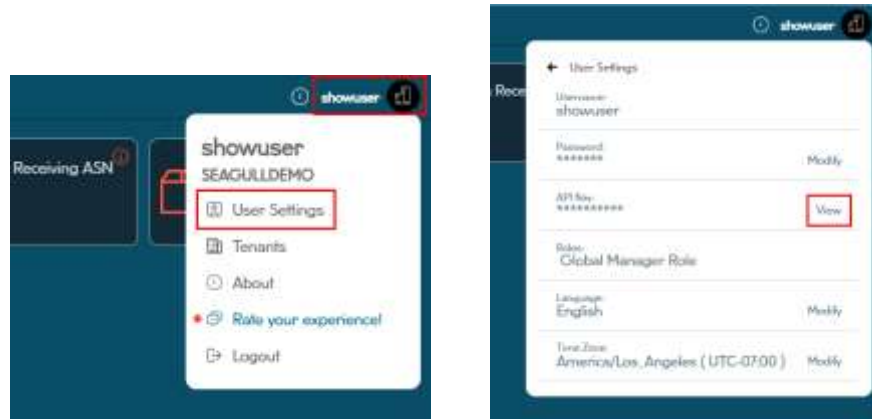 showuser
Receiving ASN
showuser
SEAGULLDEMO
User Settings
Tenants
About
Rate your experience!
Logout
showuser
Rece
User Settings
Username
showuser
Password
*******
Modify
API Key
**********
View
Roles
Global Manager Role
Language
English
Modify
Time Zone
America/Los_Angeles ( UTC-07:00 )
Modify